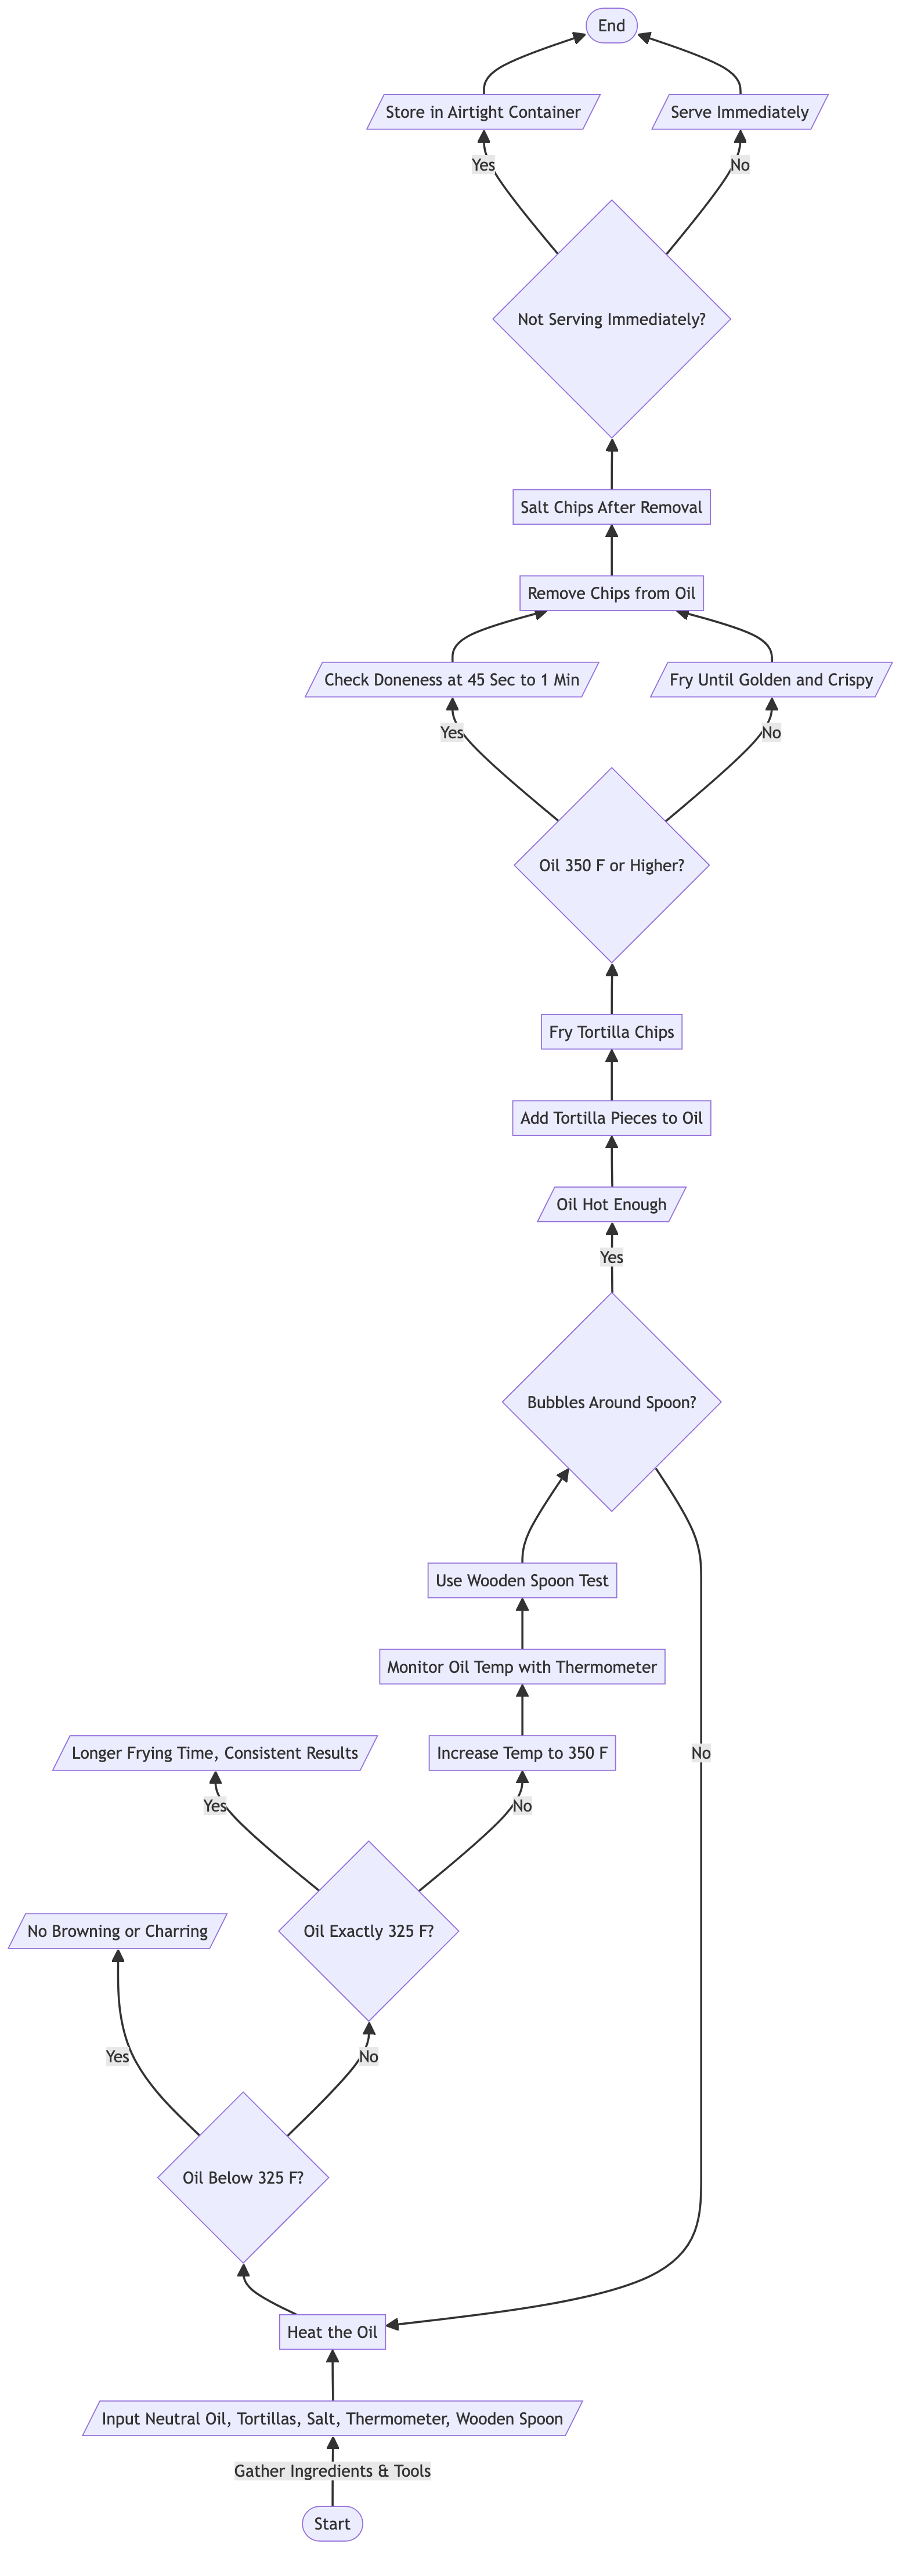 End
Store in Airtight Container
Serve Immediately
Yes
No
Not Serving Immediately?
Salt Chips After Removal
Remove Chips from Oil
Check Doneness at 45 Sec to 1 Min
Fry Until Golden and Crispy
Yes
No
Oil 350 F or Higher?
Fry Tortilla Chips
Add Tortilla Pieces to Oil
Oil Hot Enough
Yes
Bubbles Around Spoon?
Use Wooden Spoon Test
Monitor Oil Temp with Thermometer
Longer Frying Time, Consistent Results
Increase Temp to 350 F
No
Yes
No
No Browning or Charring
Oil Exactly 325 F?
Yes
No
Oil Below 325 F?
Heat the Oil
Input Neutral Oil, Tortillas, Salt, Thermometer, Wooden Spoon
Gather Ingredients & Tools
Start